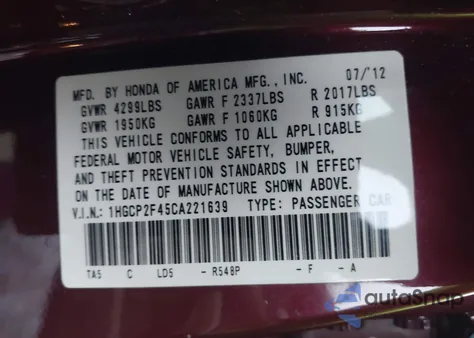 MFD. BY HONDA OF AMERICA MFG., INC. 07/'12
GVWR 4299LBS GAWR F 2337LBS R 2017LBS
GVWR 1950KG GAWR F 1060KG R 915KG
THIS VEHICLE CONFORMS TO ALL APPLICABLE
FEDERAL MOTOR VEHICLE SAFETY, BUMPER,
AND THEFT PREVENTION STANDARDS IN EFFECT
ON THE DATE OF MANUFACTURE SHOWN ABOVE.
V.I.N.: 1HGCP2F45CA221639 TYPE: PASSENGER CAR
TA5 C LD5 - R548P - F - A
autoSnap